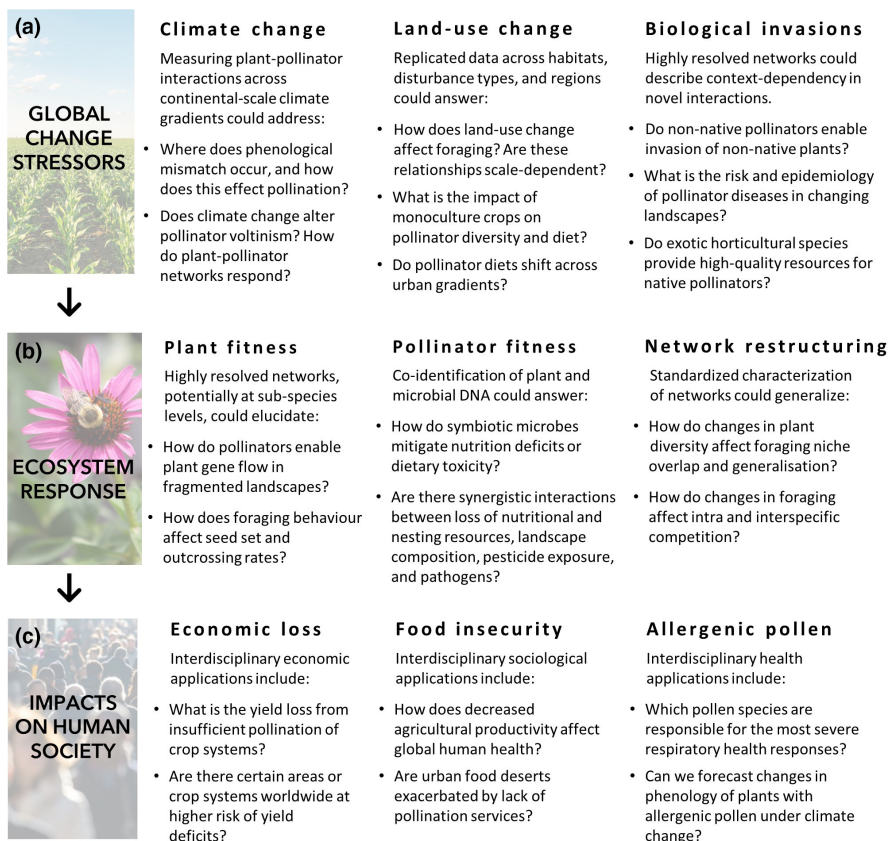 (a)
GLOBAL
CHANGE
STRESSORS
Climate change
Measuring plant-pollinator
interactions across
continental-scale climate
gradients could address:
• Where does phenological
mismatch occur, and how
does this effect pollination?
• Does climate change alter
pollinator voltinism? How
do plant-pollinator
networks respond?
Land-use change
Replicated data across habitats,
disturbance types, and regions
could answer:
• How does land-use change
affect foraging? Are these
relationships scale-dependent?
• What is the impact of
monoculture crops on
pollinator diversity and diet?
• Do pollinator diets shift across
urban gradients?
Biological invasions
Highly resolved networks could
describe context-dependency in
novel interactions.
• Do non-native pollinators enable
invasion of non-native plants?
• What is the risk and epidemiology
of pollinator diseases in changing
landscapes?
• Do exotic horticultural species
provide high-quality resources for
native pollinators?
(b)
ECOSYSTEM
RESPONSE
Plant fitness
Highly resolved networks,
potentially at sub-species
levels, could elucidate:
• How do pollinators enable
plant gene flow in
fragmented landscapes?
• How does foraging behaviour
affect seed set and
outcrossing rates?
Pollinator fitness
Co-identification of plant and
microbial DNA could answer:
• How do symbiotic microbes
mitigate nutrition deficits or
dietary toxicity?
• Are there synergistic interactions
between loss of nutritional and
nesting resources, landscape
composition, pesticide exposure,
and pathogens?
Network restructuring
Standardized characterization
of networks could generalize:
• How do changes in plant
diversity affect foraging niche
overlap and generalisation?
• How do changes in foraging
affect intra and interspecific
competition?
(c)
IMPACTS
ON HUMAN
SOCIETY
Economic loss
Interdisciplinary economic
applications include:
• What is the yield loss from
insufficient pollination of
crop systems?
• Are there certain areas or
crop systems worldwide at
higher risk of yield
deficits?
Food insecurity
Interdisciplinary sociological
applications include:
• How does decreased
agricultural productivity affect
global human health?
• Are urban food deserts
exacerbated by lack of
pollination services?
Allergenic pollen
Interdisciplinary health
applications include:
• Which pollen species are
responsible for the most severe
respiratory health responses?
• Can we forecast changes in
phenology of plants with
allergenic pollen under climate
change?